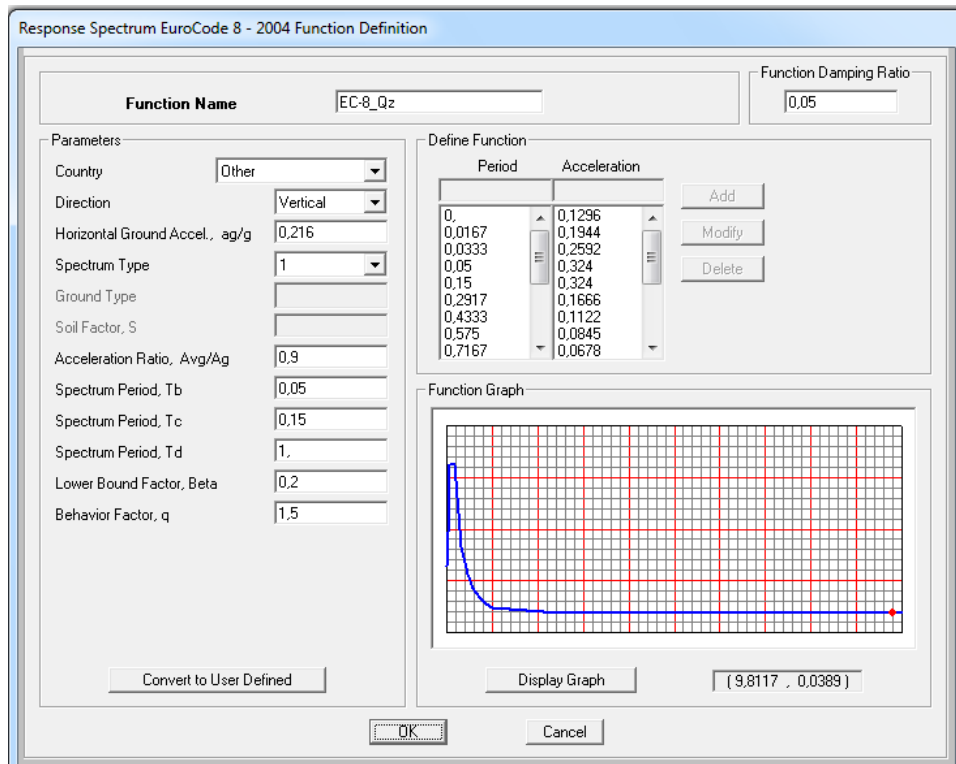 Response Spectrum EuroCode 8 - 2004 Function Definition
Function Name
EC-8_Qz
Function Damping Ratio
0,05
Parameters
Country
Other
Direction
Vertical
Horizontal Ground Accel., ag/g
0,216
Spectrum Type
1
Ground Type
Soil Factor, S
Acceleration Ratio, Avg/Ag
0,9
Spectrum Period, Tb
0,05
Spectrum Period, Tc
0,15
Spectrum Period, Td
1,
Lower Bound Factor, Beta
0,2
Behavior Factor, q
1,5
Convert to User Defined
Define Function
Period Acceleration
0, 0,1296
0,0167 0,1944
0,0333 0,2592
0,05 0,324
0,15 0,324
0,2917 0,1666
0,4333 0,1122
0,575 0,0845
0,7167 0,0678
Add
Modify
Delete
Function Graph
Display Graph
(9,8117 , 0,0389)
OK
Cancel